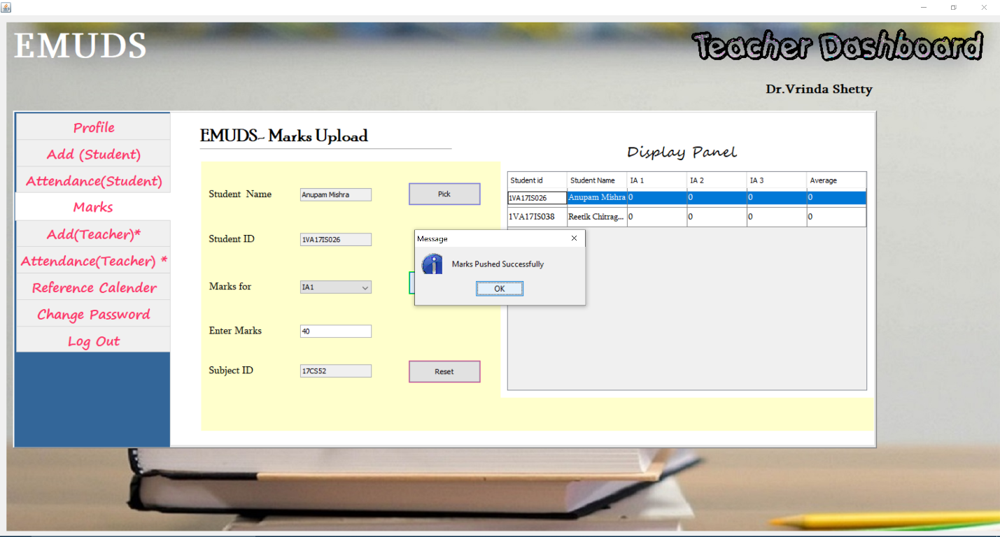 EMUDS
Teacher Dashboard
Dr.Vrinda Shetty
Profile
Add (Student)
Attendance(Student)
Marks
Add(Teacher)*
Attendance(Teacher) *
Reference Calender
Change Password
Log Out
EMUDS-- Marks Upload
Student Name
Anupam Mishra
Pick
Student ID
1VA17IS026
Marks for
IA1
Enter Marks
40
Subject ID
17CS52
Reset
Display Panel
Student id Student Name IA 1 IA 2 IA 3 Average
1VA17IS026 Anupam Mishra 0 0 0 0
1VA17IS038 Reetik Chitrag... 0 0 0 0
Message
Marks Pushed Successfully
OK